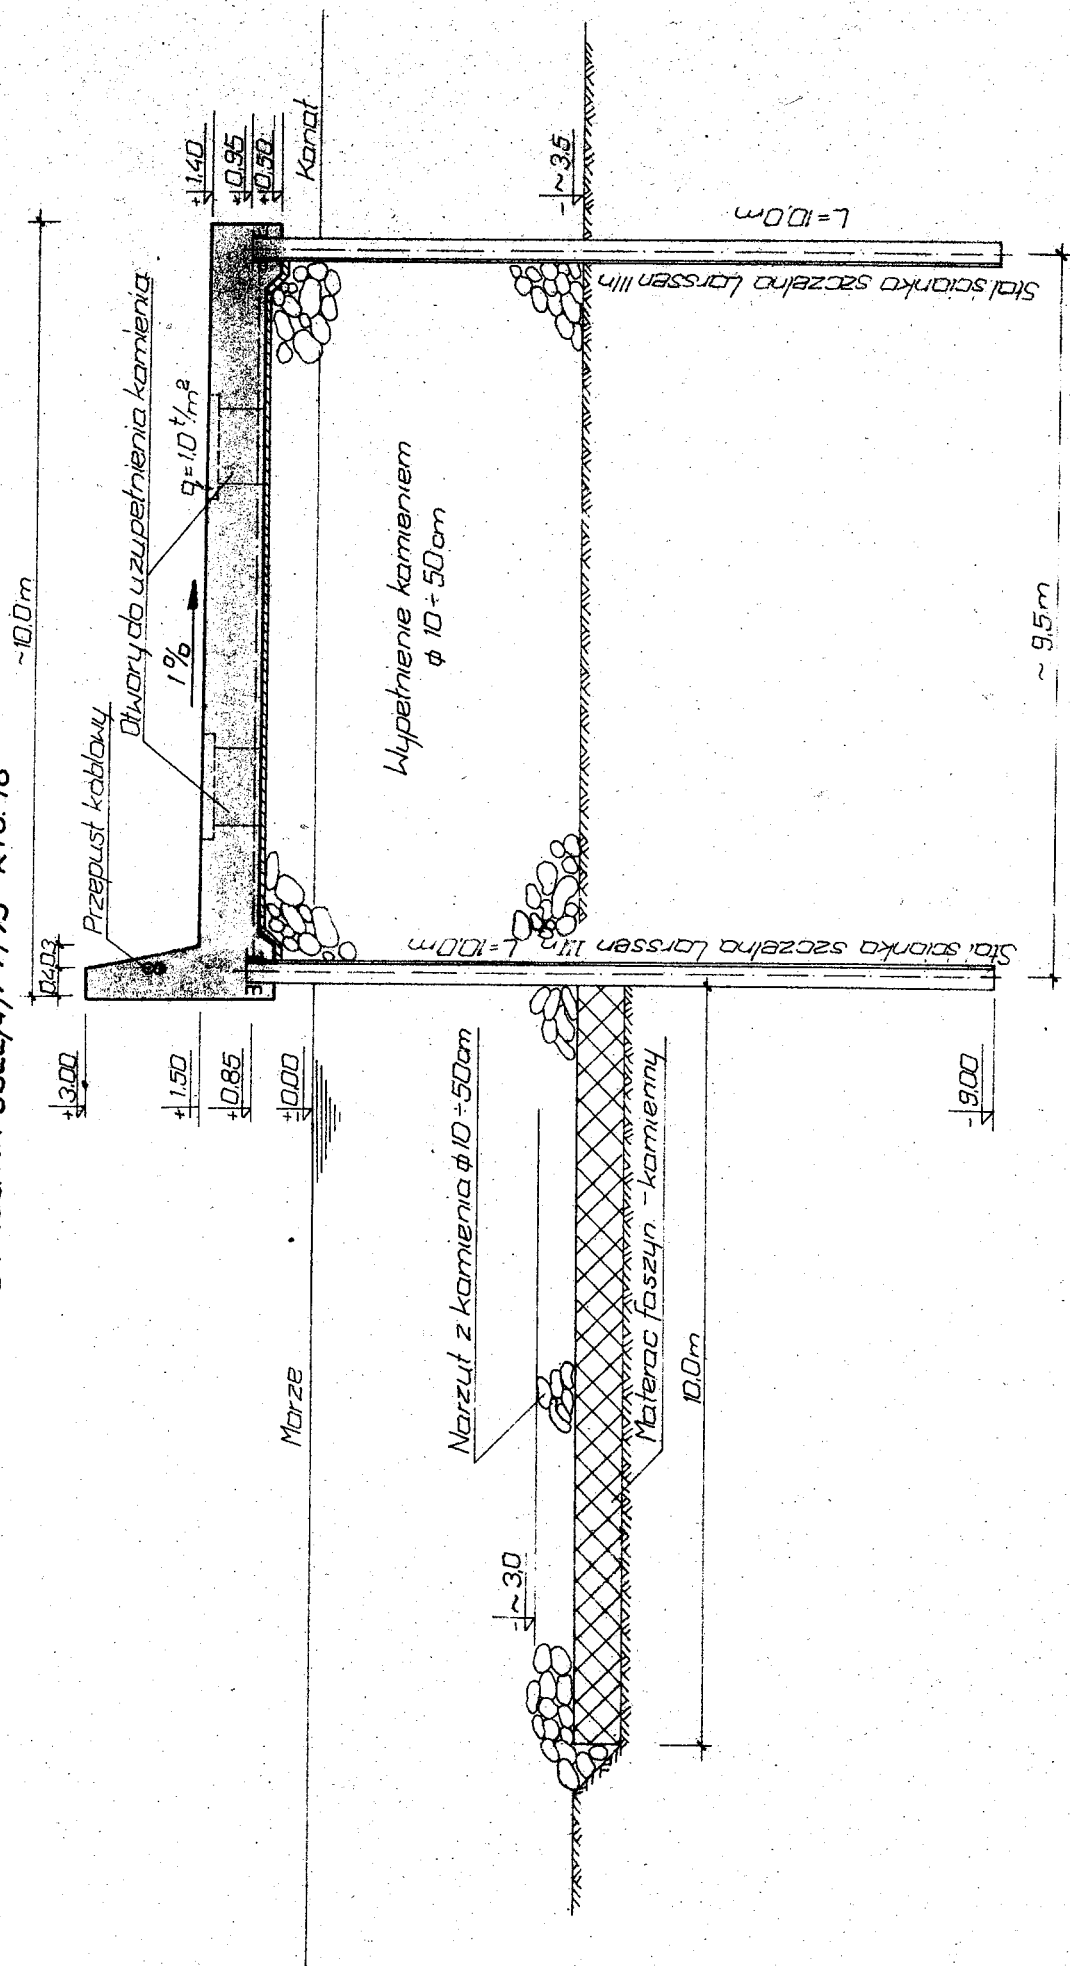 ~10,0m
0,4 0,3
Przepust kablowy
Otwory do uzupełnienia kamienia
1%
q=1,0 t/m²
+3.00
+1.50
+0.85
±0.00
+1.40
+0.95
+0.50
Kanał
Morze
Wypełnienie kamieniem
ϕ 10÷50cm
-~3.5
-~3.0
Narzut z kamienia ϕ10÷50cm
Materac faszyn.-kamienny
10.0m
Stal.ścianka szczelna Larssen IIIn
L=10,0m
Stal.ścianka szczelna Larssen IIIn
L=10,0m
-9.00
~9.5m